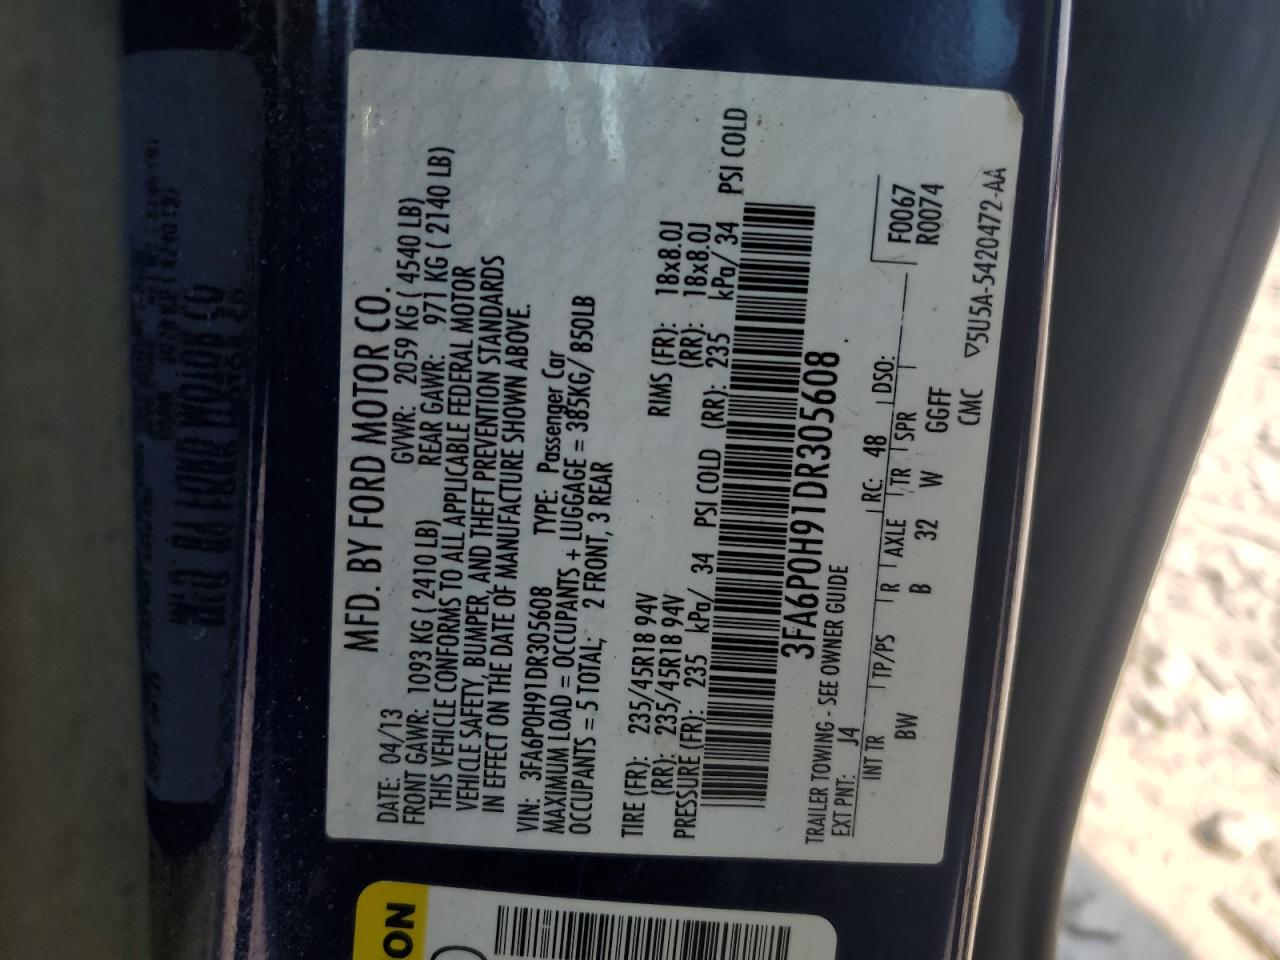 MFD. BY FORD MOTOR CO.
DATE: 04/13 GVWR: 2059 KG ( 4540 LB)
FRONT GAWR: 1093 KG ( 2410 LB) REAR GAWR: 971 KG ( 2140 LB)
THIS VEHICLE CONFORMS TO ALL APPLICABLE FEDERAL MOTOR
VEHICLE SAFETY, BUMPER, AND THEFT PREVENTION STANDARDS
IN EFFECT ON THE DATE OF MANUFACTURE SHOWN ABOVE.
VIN: 3FA6P0H91DR305608 TYPE: Passenger Car
MAXIMUM LOAD = OCCUPANTS + LUGGAGE = 385KG/ 850LB
OCCUPANTS = 5 TOTAL, 2 FRONT, 3 REAR
TIRE (FR): 235/45R18 94V RIMS (FR): 18x8.0J
(RR): 235/45R18 94V (RR): 18x8.0J
PRESSURE (FR): 235 kPa/ 34 PSI COLD (RR): 235 kPa/ 34 PSI COLD
3FA6P0H91DR305608
TRAILER TOWING - SEE OWNER GUIDE F0067
EXT PNT: J4 RC: 48 DSO: R0074
INT TR TP/PS R AXLE TR SPR
BW B 32 W GGFF
CMC ▽5U5A-5420472-AA
ON